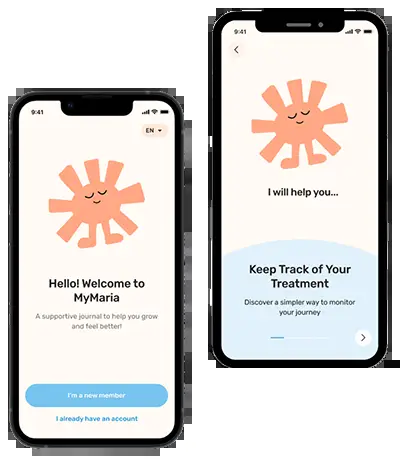 9:41
EN
Hello! Welcome to
MyMaria
A supportive journal to help you grow
and feel better!
I'm a new member
I already have an account
9:41
I will help you...
Keep Track of Your
Treatment
Discover a simpler way to monitor
your journey